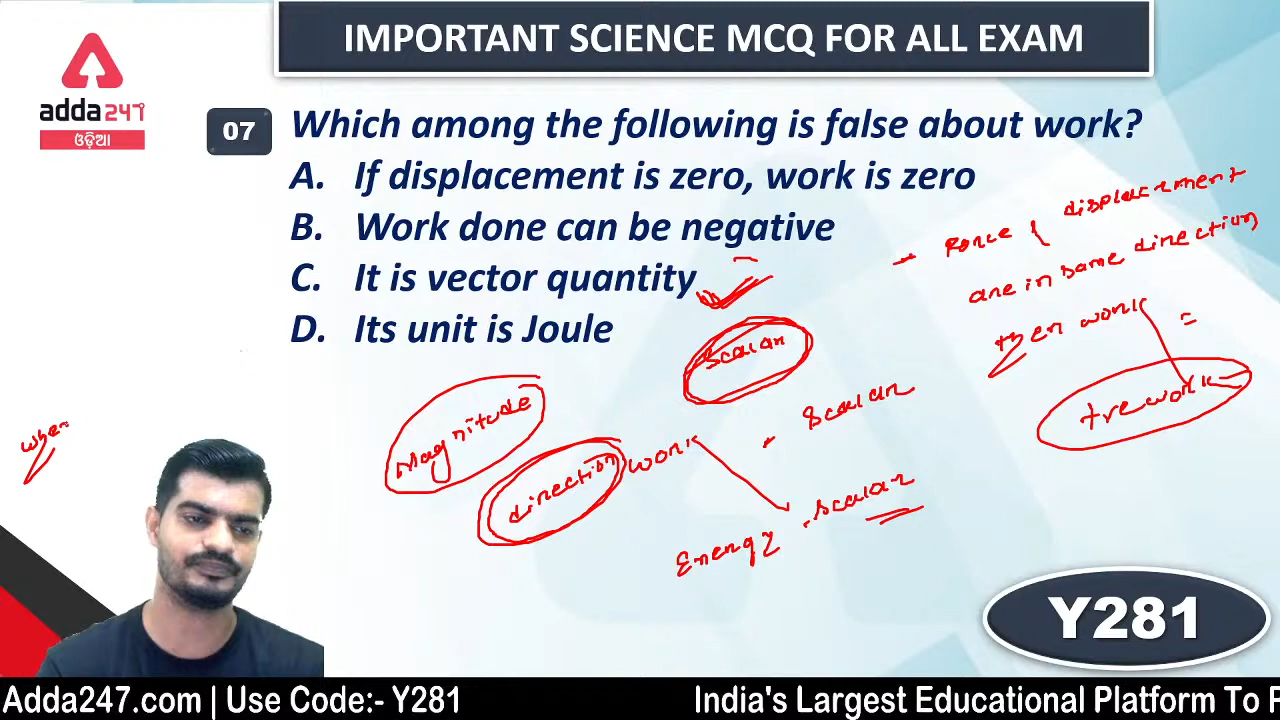 IMPORTANT SCIENCE MCQ FOR ALL EXAM
adda247
ଓଡ଼ିଆ
07
Which among the following is false about work?
A. If displacement is zero, work is zero
B. Work done can be negative
C. It is vector quantity
D. Its unit is Joule
- Force & displacement
are in same direction
then work =
+ve work
scalar
Magnitude
direction
work - scalar
Energy - scalar
when
Y281
Adda247.com | Use Code:- Y281
India's Largest Educational Platform To P